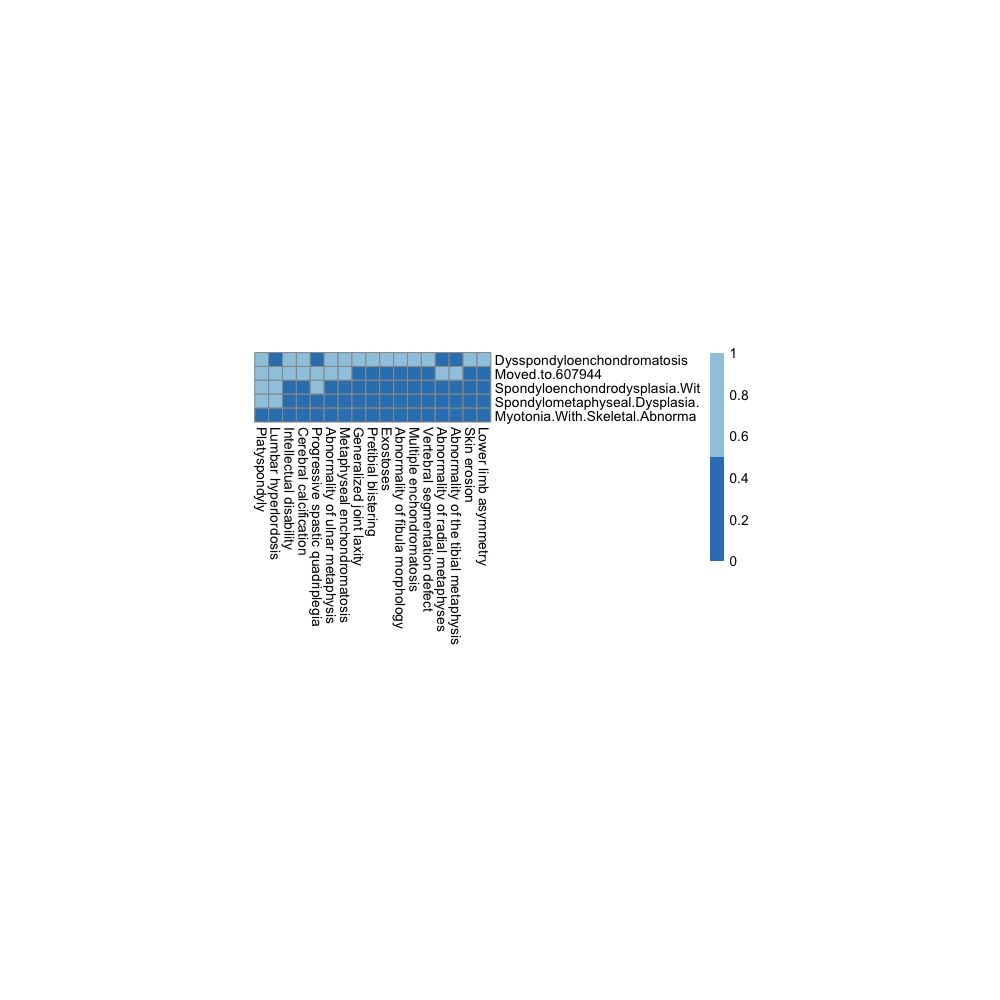 Dysspondyloenchondromatosis
Moved.to.607944
Spondyloenchondrodysplasia.Wit
Spondylometaphyseal.Dysplasia.
Myotonia.With.Skeletal.Abnorma
1
0.8
0.6
0.4
0.2
0
Platyspondyly
Lumbar hyperlordosis
Intellectual disability
Cerebral calcification
Progressive spastic quadriplegia
Abnormality of ulnar metaphysis
Metaphyseal enchondromatosis
Generalized joint laxity
Pretibial blistering
Exostoses
Abnormality of fibula morphology
Multiple enchondromatosis
Vertebral segmentation defect
Abnormality of radial metaphyses
Abnormality of the tibial metaphysis
Skin erosion
Lower limb asymmetry